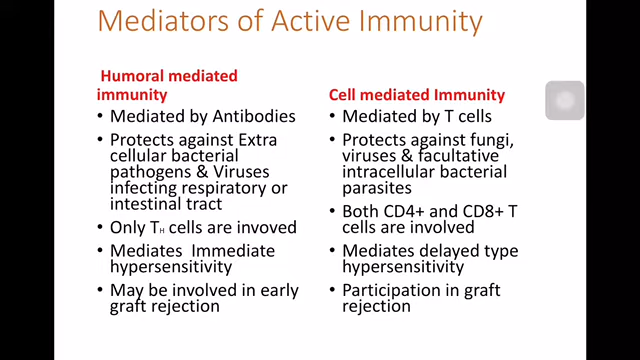 Mediators of Active Immunity
Humoral mediated
immunity
• Mediated by Antibodies
• Protects against Extra
cellular bacterial
pathogens & Viruses
infecting respiratory or
intestinal tract
• Only TH cells are invoved
• Mediates Immediate
hypersensitivity
• May be involved in early
graft rejection
Cell mediated Immunity
• Mediated by T cells
• Protects against fungi,
viruses & facultative
intracellular bacterial
parasites
• Both CD4+ and CD8+ T
cells are involved
• Mediates delayed type
hypersensitivity
• Participation in graft
rejection